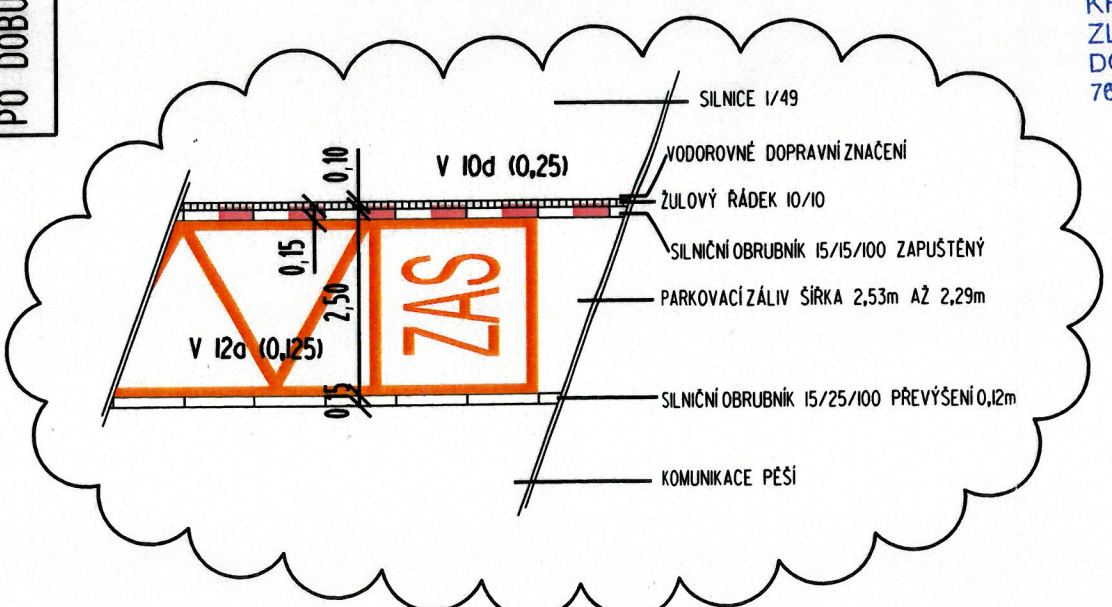 PO DOBU
ZL
DO
SILNICE I/49
VODOROVNÉ DOPRAVNÍ ZNAČENÍ
V 10d (0,25)
0,10
ŽULOVÝ ŘÁDEK 10/10
SILNIČNÍ OBRUBNÍK 15/15/100 ZAPUŠTĚNÝ
0,15
2,50
ZAS
PARKOVACÍ ZÁLIV ŠÍŘKA 2,53m AŽ 2,29m
V 12a (0,125)
0,15
SILNIČNÍ OBRUBNÍK 15/25/100 PŘEVÝŠENÍ 0,12m
KOMUNIKACE PĚŠÍ